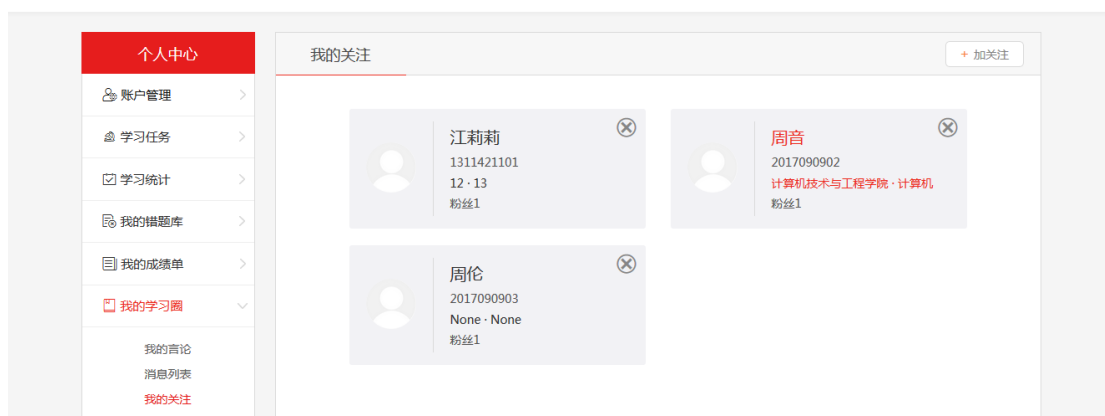 个人中心
账户管理
学习任务
学习统计
我的错题库
我的成绩单
我的学习圈
我的言论
消息列表
我的关注
我的关注
+ 加关注
江莉莉
1311421101
12 · 13
粉丝1
周音
2017090902
计算机技术与工程学院 · 计算机
粉丝1
周伦
2017090903
None · None
粉丝1